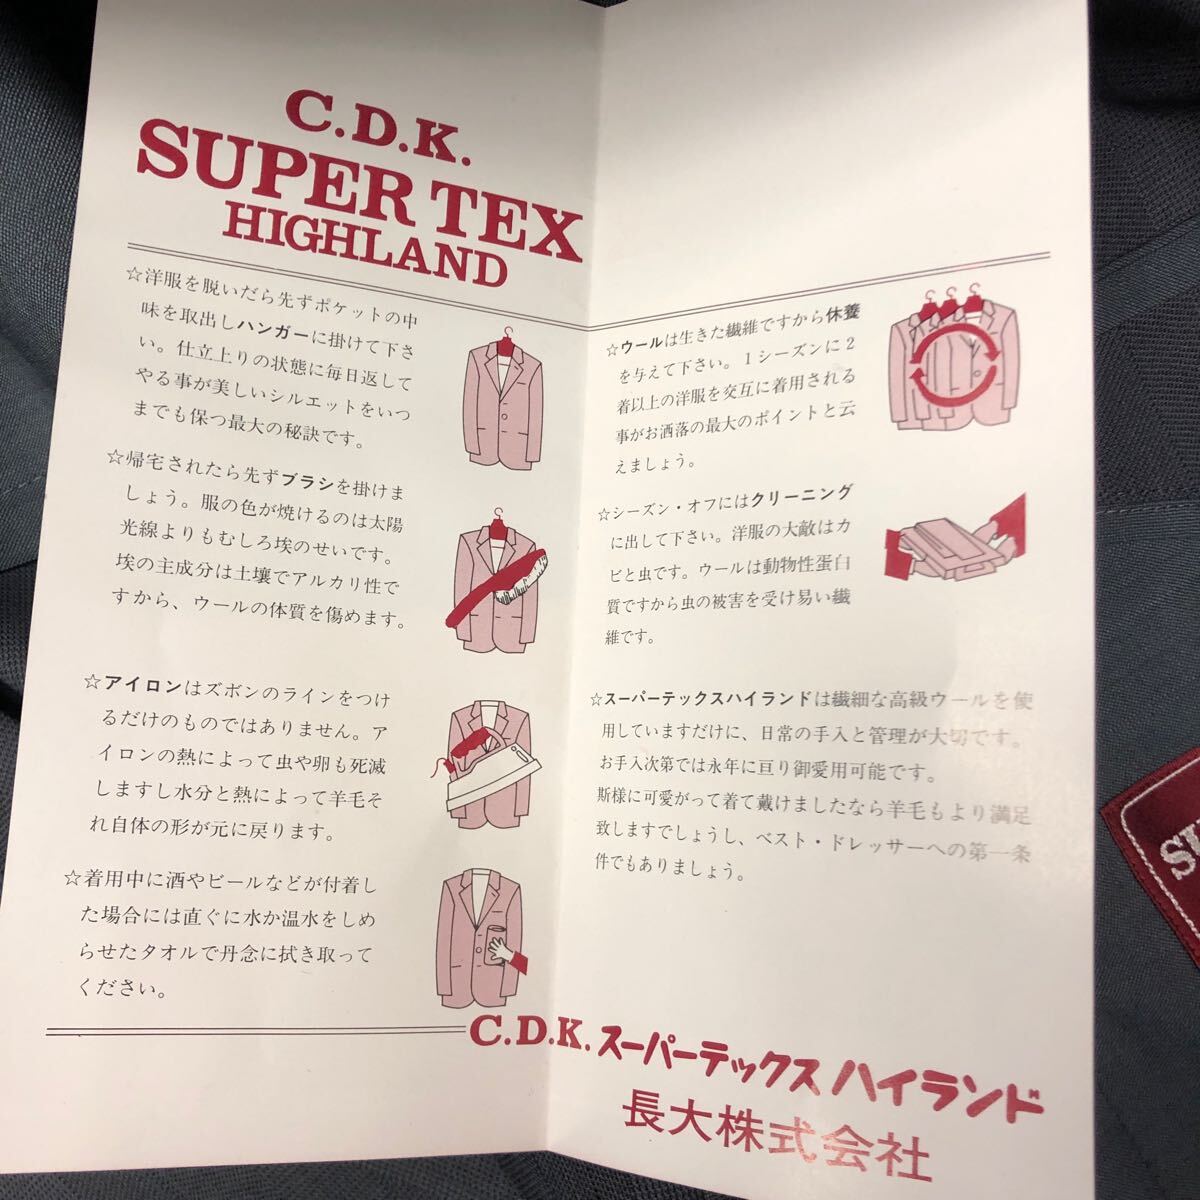 C.D.K.
SUPER TEX
HIGHLAND
☆洋服を脱いだら先ずポケットの中
味を取出しハンガーに掛けて下さ
い。仕立上りの状態に毎日返して
やる事が美しいシルエットをいつ
までも保つ最大の秘訣です。
☆帰宅されたら先ずブラシを掛けま
しょう。服の色が焼けるのは太陽
光線よりもむしろ埃のせいです。
埃の主成分は土壌でアルカリ性で
すから、ウールの体質を傷めます。
☆アイロンはズボンのラインをつけ
るだけのものではありません。ア
イロンの熱によって虫や卵も死滅
しますし水分と熱によって羊毛そ
れ自体の形が元に戻ります。
☆着用中に酒やビールなどが付着し
た場合には直ぐに水か温水をしめ
らせたタオルで丹念に拭き取って
ください。
☆ウールは生きた繊維ですから休養
を与えて下さい。1シーズンに2
着以上の洋服を交互に着用される
事がお洒落の最大のポイントと云
えましょう。
☆シーズン・オフにはクリーニング
に出して下さい。洋服の大敵はカ
ビと虫です。ウールは動物性蛋白
質ですから虫の被害を受け易い繊
維です。
☆スーパーテックスハイランドは繊細な高級ウールを使
用していますだけに、日常の手入と管理が大切です。
お手入次第では永年に亘り御愛用可能です。
斯様に可愛がって着て戴けましたなら羊毛もより満足
致しますでしょうし、ベスト・ドレッサーへの第一条
件でもありましょう。
C.D.K. スーパーテックス ハイランド
長大株式会社